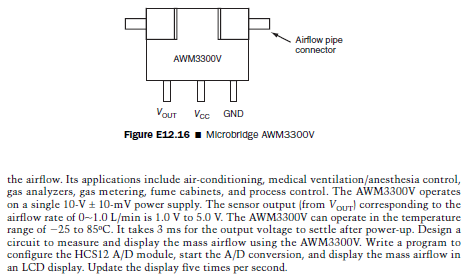 Airflow pipe
connector
AWM3300V
VOUT VCC GND
Figure E12.16 ■ Microbridge AWM3300V
the airflow. Its applications include air-conditioning, medical ventilation/anesthesia control,
gas analyzers, gas metering, fume cabinets, and process control. The AWM3300V operates
on a single 10-V ± 10-mV power supply. The sensor output (from VOUT) corresponding to the
airflow rate of 0~1.0 L/min is 1.0 V to 5.0 V. The AWM3300V can operate in the temperature
range of −25 to 85ºC. It takes 3 ms for the output voltage to settle after power-up. Design a
circuit to measure and display the mass airflow using the AWM3300V. Write a program to
configure the HCS12 A/D module, start the A/D conversion, and display the mass airflow in
an LCD display. Update the display five times per second.